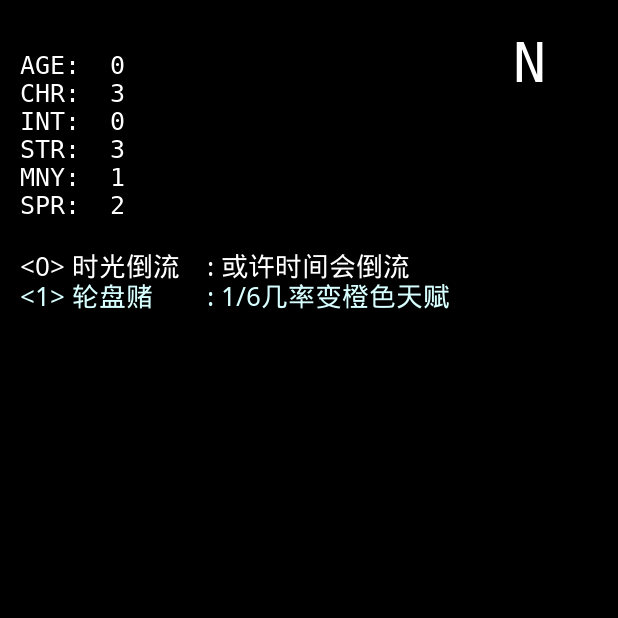 N
AGE: 0
CHR: 3
INT: 0
STR: 3
MNY: 1
SPR: 2
<0> 时光倒流 : 或许时间会倒流
<1> 轮盘赌 : 1/6几率变橙色天赋